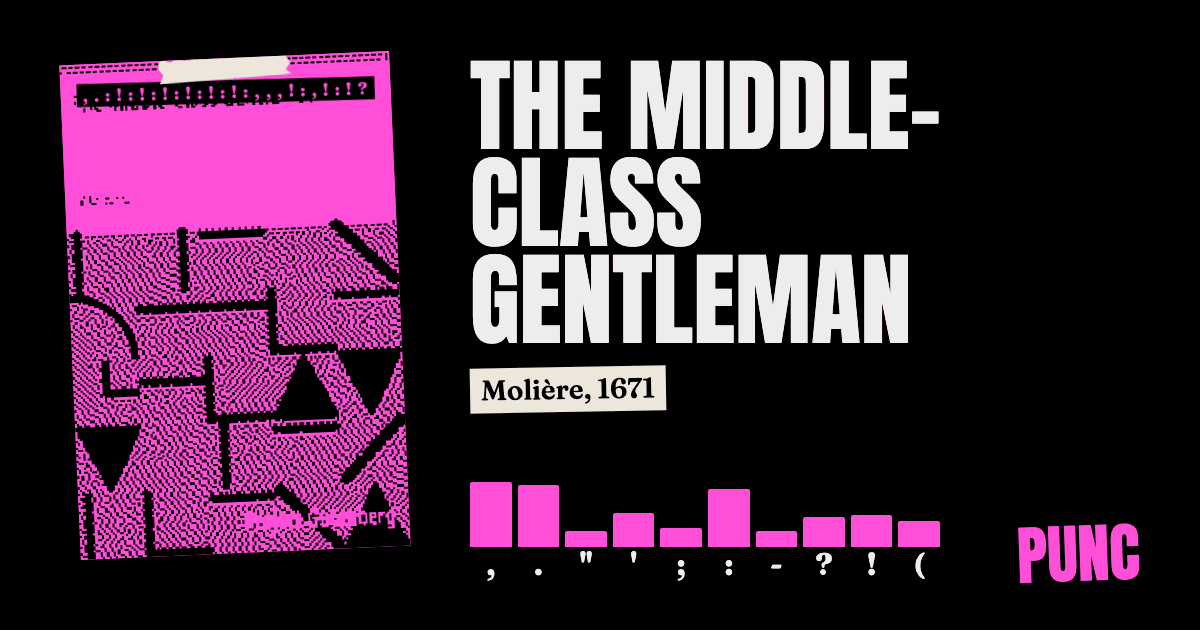 ,.:!:!:!:!:!:!:,,,!:,!:!?
THE MIDDLE-
CLASS
GENTLEMAN
Molière, 1671
, . " ' ; : - ? ! (
PUNC